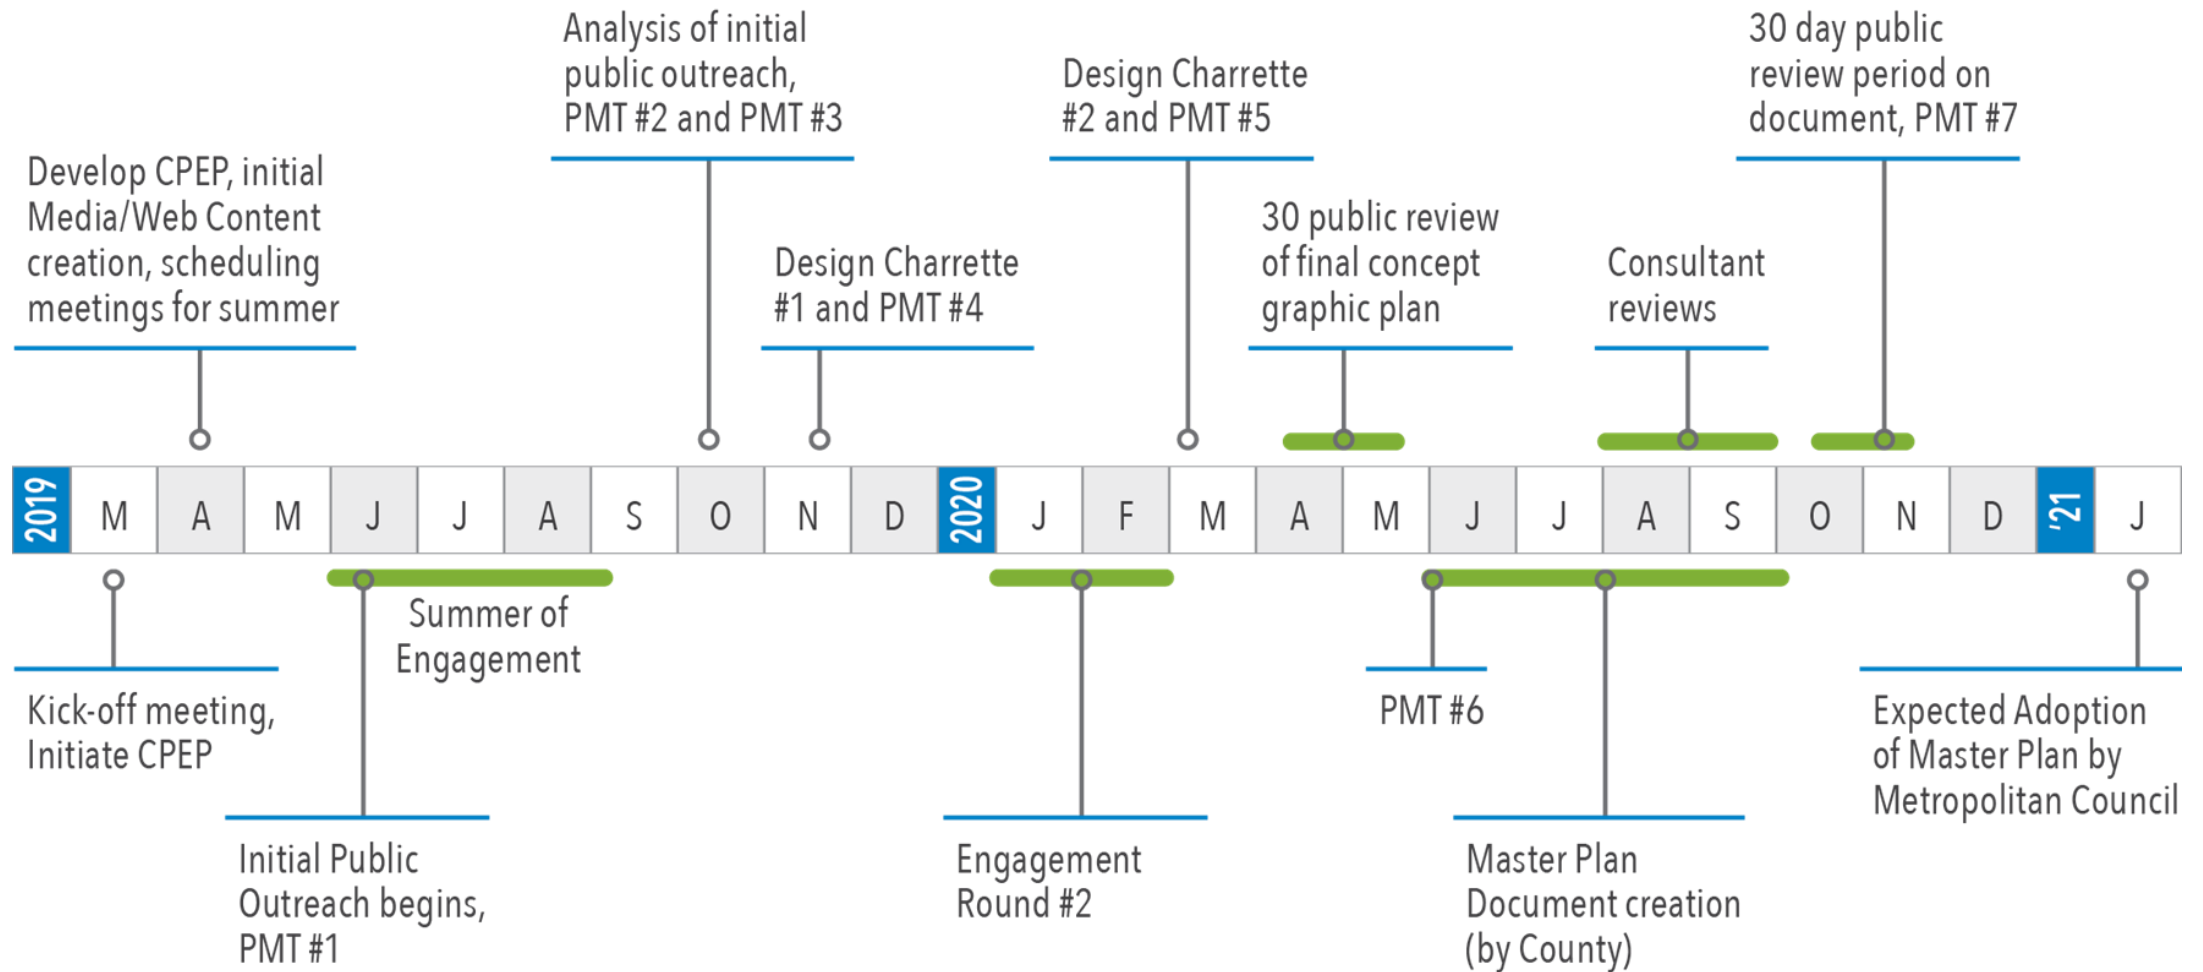 Analysis of initial
public outreach,
PMT #2 and PMT #3
Design Charrette
#2 and PMT #5
30 day public
review period on
document, PMT #7
Develop CPEP, initial
Media/Web Content
creation, scheduling
meetings for summer
Design Charrette
#1 and PMT #4
30 public review
of final concept
graphic plan
Consultant
reviews
2019 M A M J J A S O N D 2020 J F M A M J J A S O N D '21 J
Summer of
Engagement
Kick-off meeting,
Initiate CPEP
PMT #6
Expected Adoption
of Master Plan by
Metropolitan Council
Initial Public
Outreach begins,
PMT #1
Engagement
Round #2
Master Plan
Document creation
(by County)